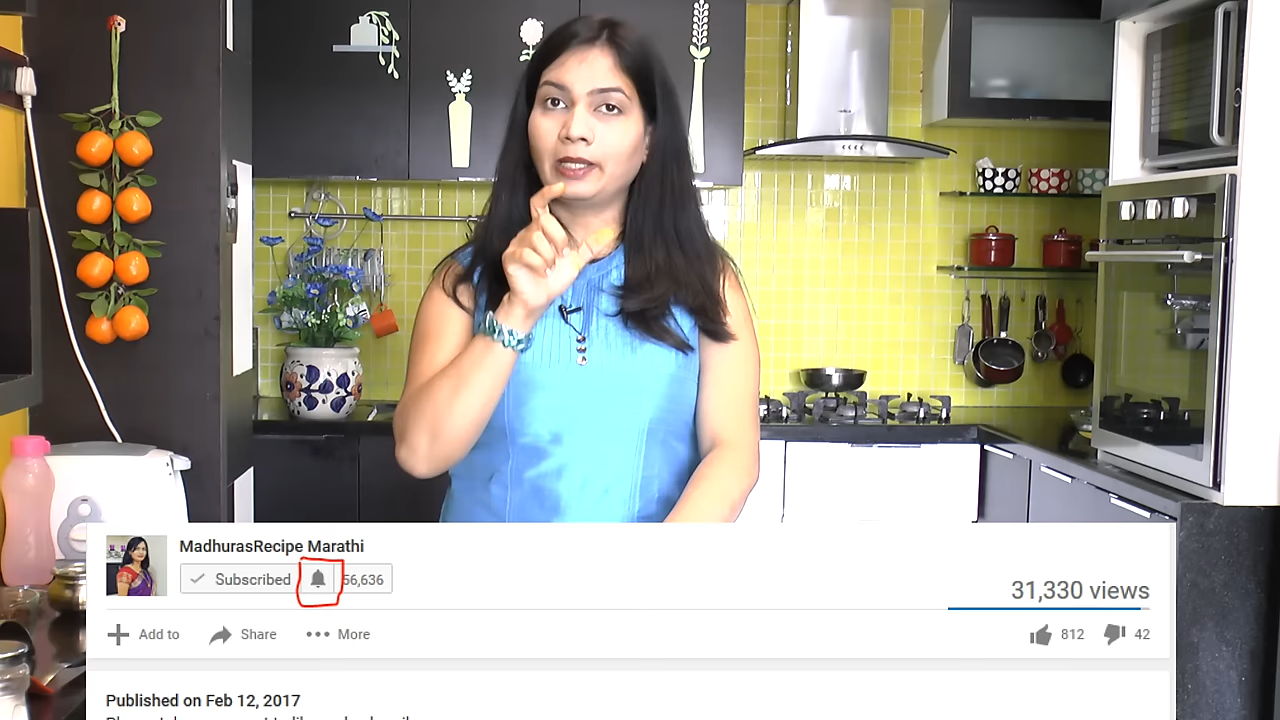 MadhurasRecipe Marathi
Subscribed 56,636
31,330 views
Add to Share More 812 42
Published on Feb 12, 2017